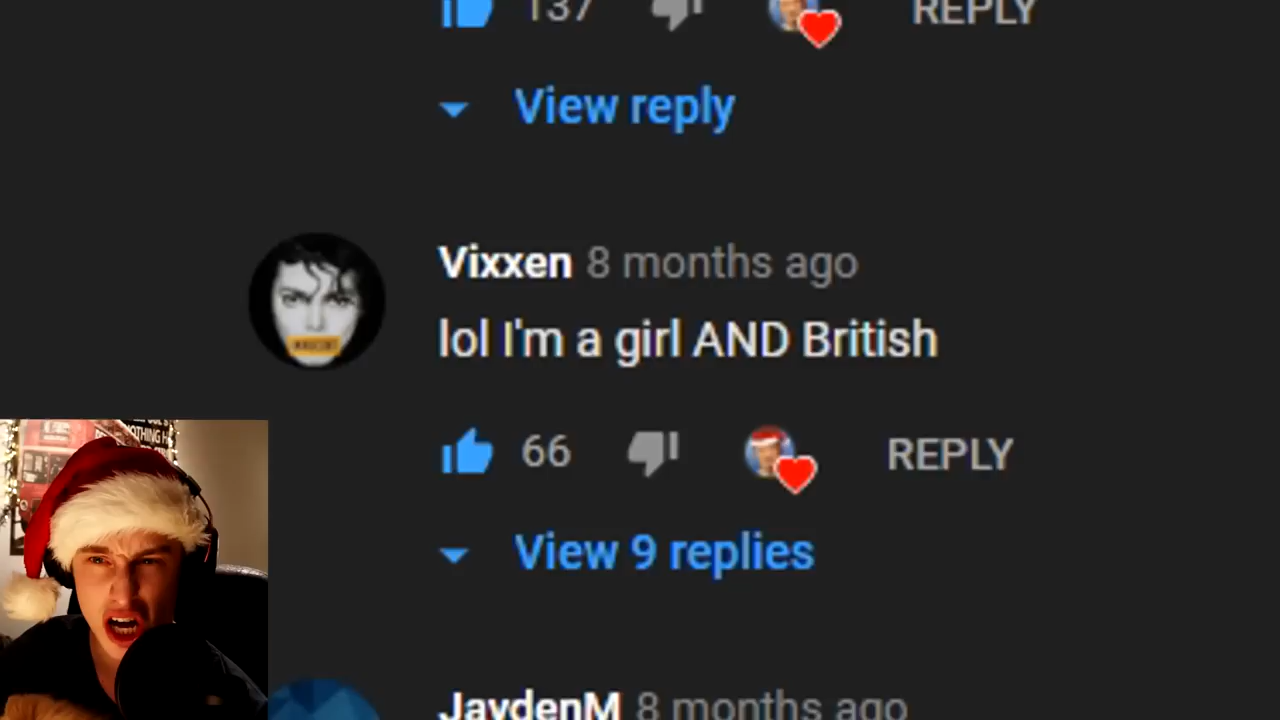 137
REPLY
View reply
Vixxen 8 months ago
lol I'm a girl AND British
66
REPLY
View 9 replies
JaydenM 8 months ago
NOTHING